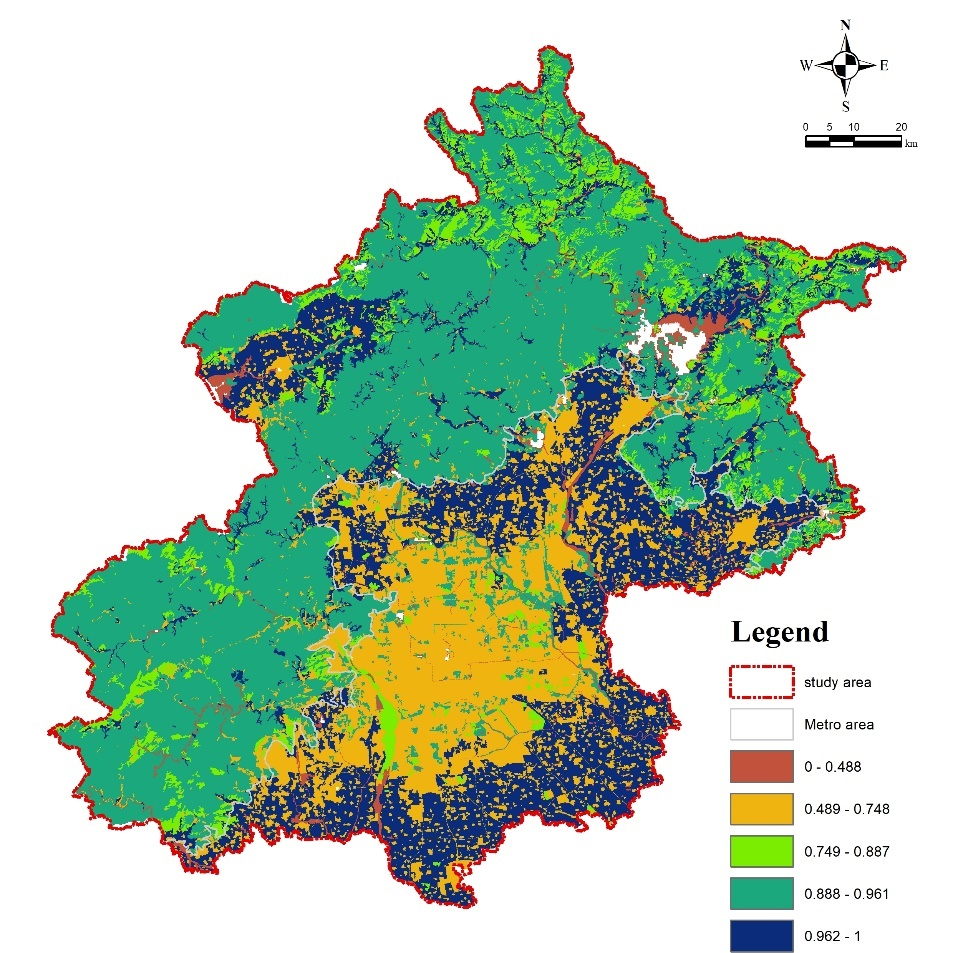 N
W E
S
0 5 10 20
km
Legend
study area
Metro area
0 - 0.488
0.489 - 0.748
0.749 - 0.887
0.888 - 0.961
0.962 - 1